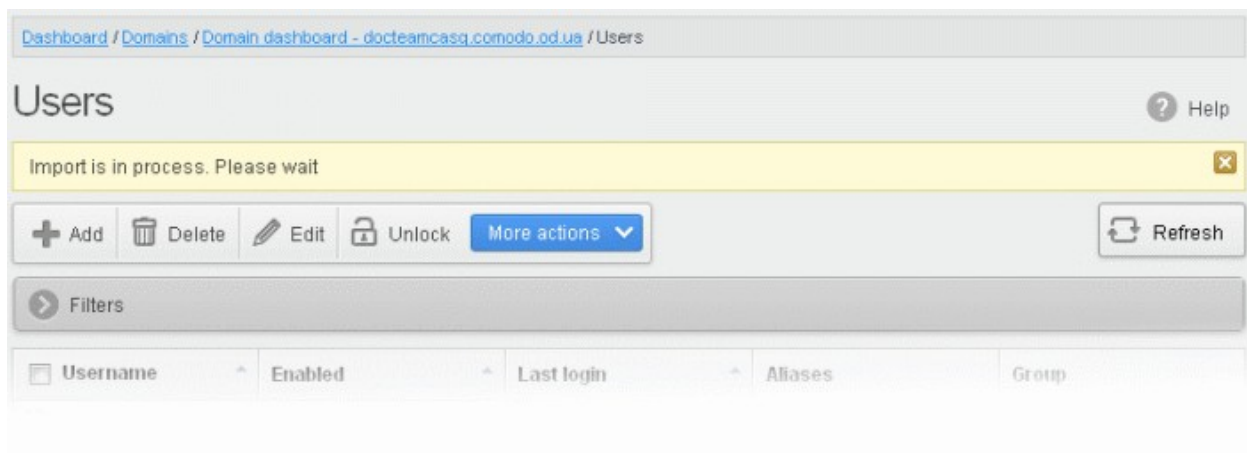 Dashboard / Domains / Domain dashboard - docteamcasq.comodo.od.ua / Users
Users
? Help
Import is in process. Please wait
Add Delete Edit Unlock More actions Refresh
Filters
Username Enabled Last login Aliases Group